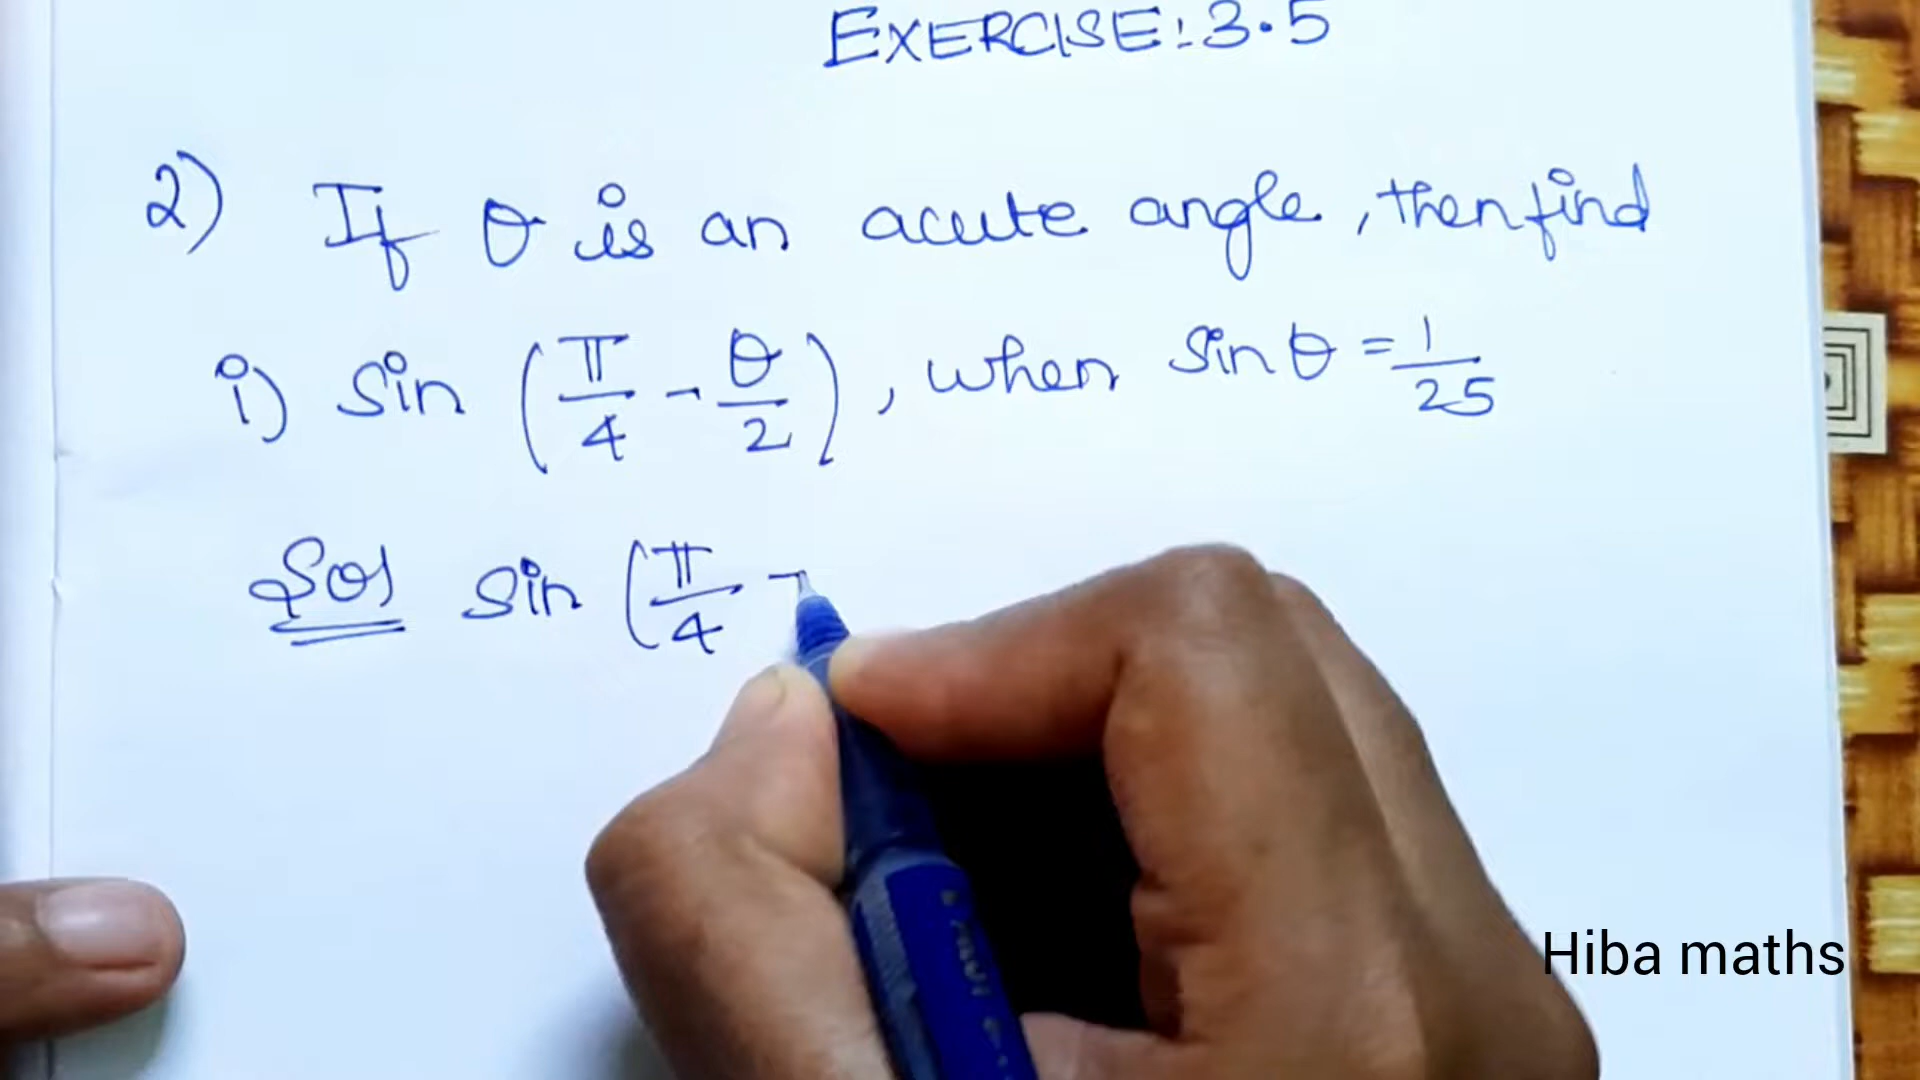 EXERCISE: 3.5
2) If θ is an acute angle, then find
i) sin (π/4 - θ/2), when sin θ = 1/25
Sol sin (π/4 -
Hiba maths